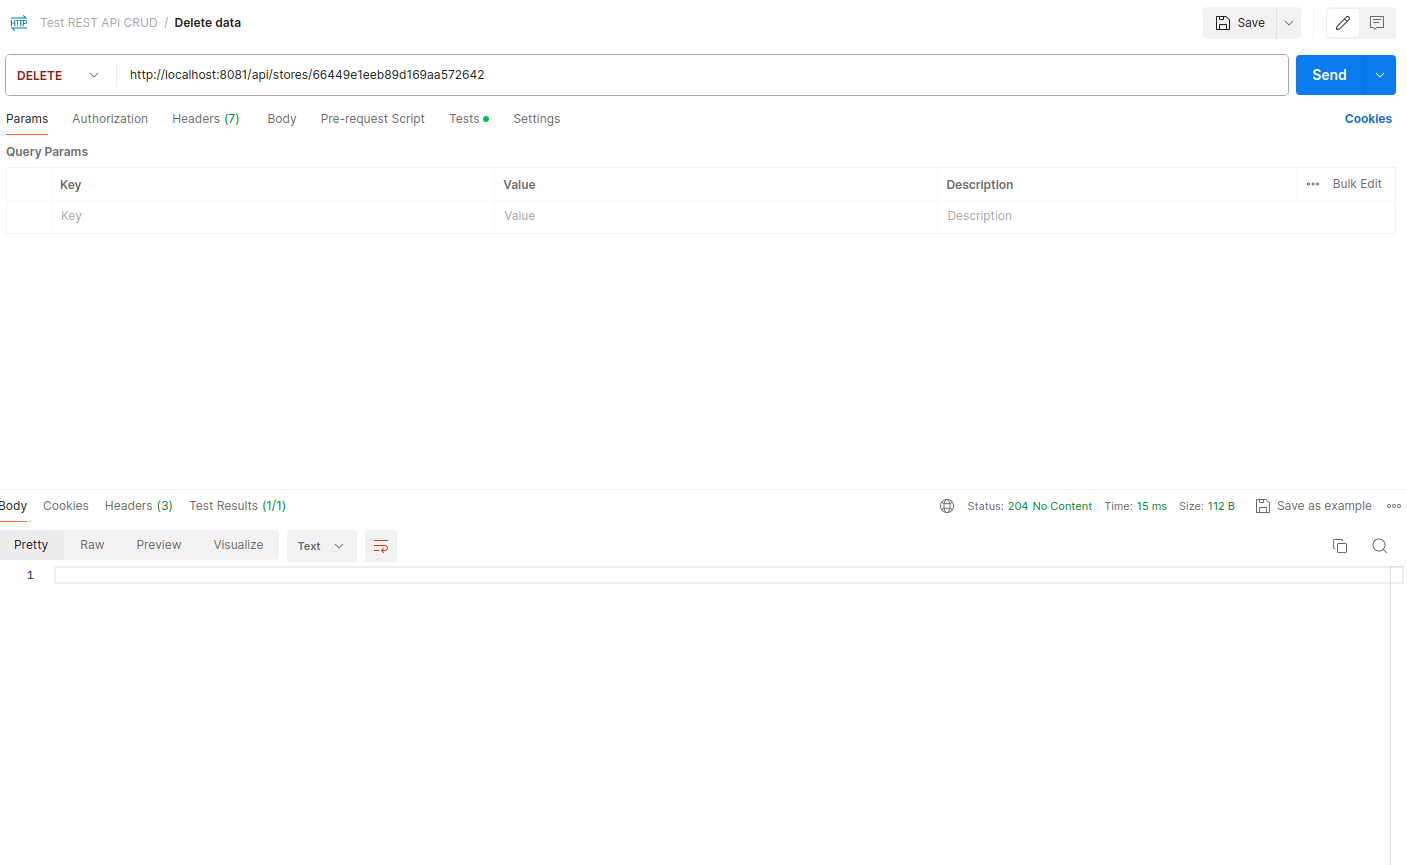 HTTP Test REST API CRUD / Delete data Save
DELETE http://localhost:8081/api/stores/66449e1eeb89d169aa572642 Send
Params Authorization Headers (7) Body Pre-request Script Tests Settings Cookies
Query Params
Key Value Description Bulk Edit
Key Value Description
Body Cookies Headers (3) Test Results (1/1) Status: 204 No Content Time: 15 ms Size: 112 B Save as example
Pretty Raw Preview Visualize Text
1